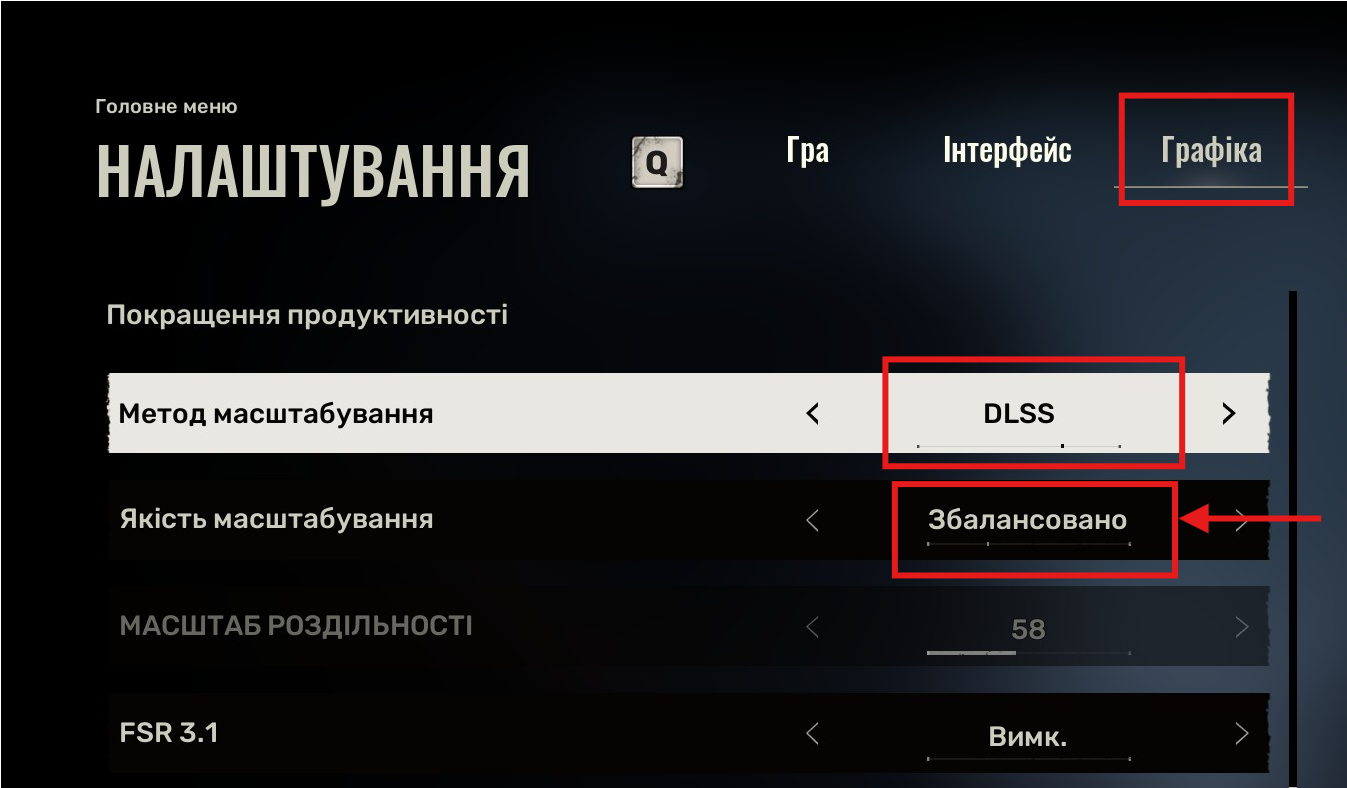 Головне меню
НАЛАШТУВАННЯ
Q
Гра
Інтерфейс
Графіка
Покращення продуктивності
Метод масштабування
DLSS
Якість масштабування
Збалансовано
МАСШТАБ РОЗДІЛЬНОСТІ
58
FSR 3.1
Вимк.